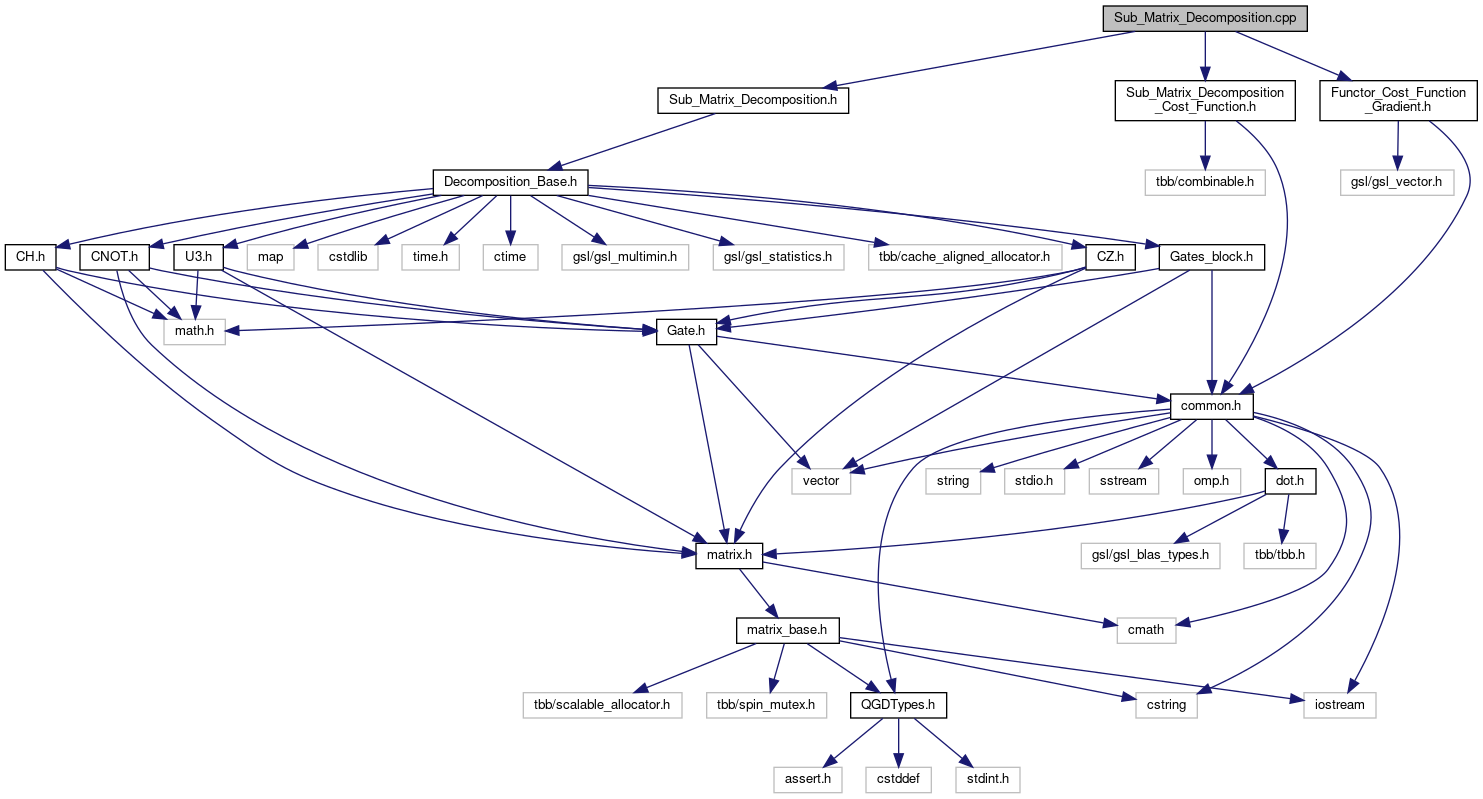 Sub_Matrix_Decomposition.cpp
Sub_Matrix_Decomposition.h
Sub_Matrix_Decomposition
_Cost_Function.h
Functor_Cost_Function
_Gradient.h
Decomposition_Base.h
tbb/combinable.h
gsl/gsl_vector.h
CH.h
CNOT.h
U3.h
map
cstdlib
time.h
ctime
gsl/gsl_multimin.h
gsl/gsl_statistics.h
tbb/cache_aligned_allocator.h
CZ.h
Gates_block.h
math.h
Gate.h
common.h
vector
string
stdio.h
sstream
omp.h
dot.h
matrix.h
gsl/gsl_blas_types.h
tbb/tbb.h
matrix_base.h
cmath
tbb/scalable_allocator.h
tbb/spin_mutex.h
QGDTypes.h
cstring
iostream
assert.h
cstddef
stdint.h